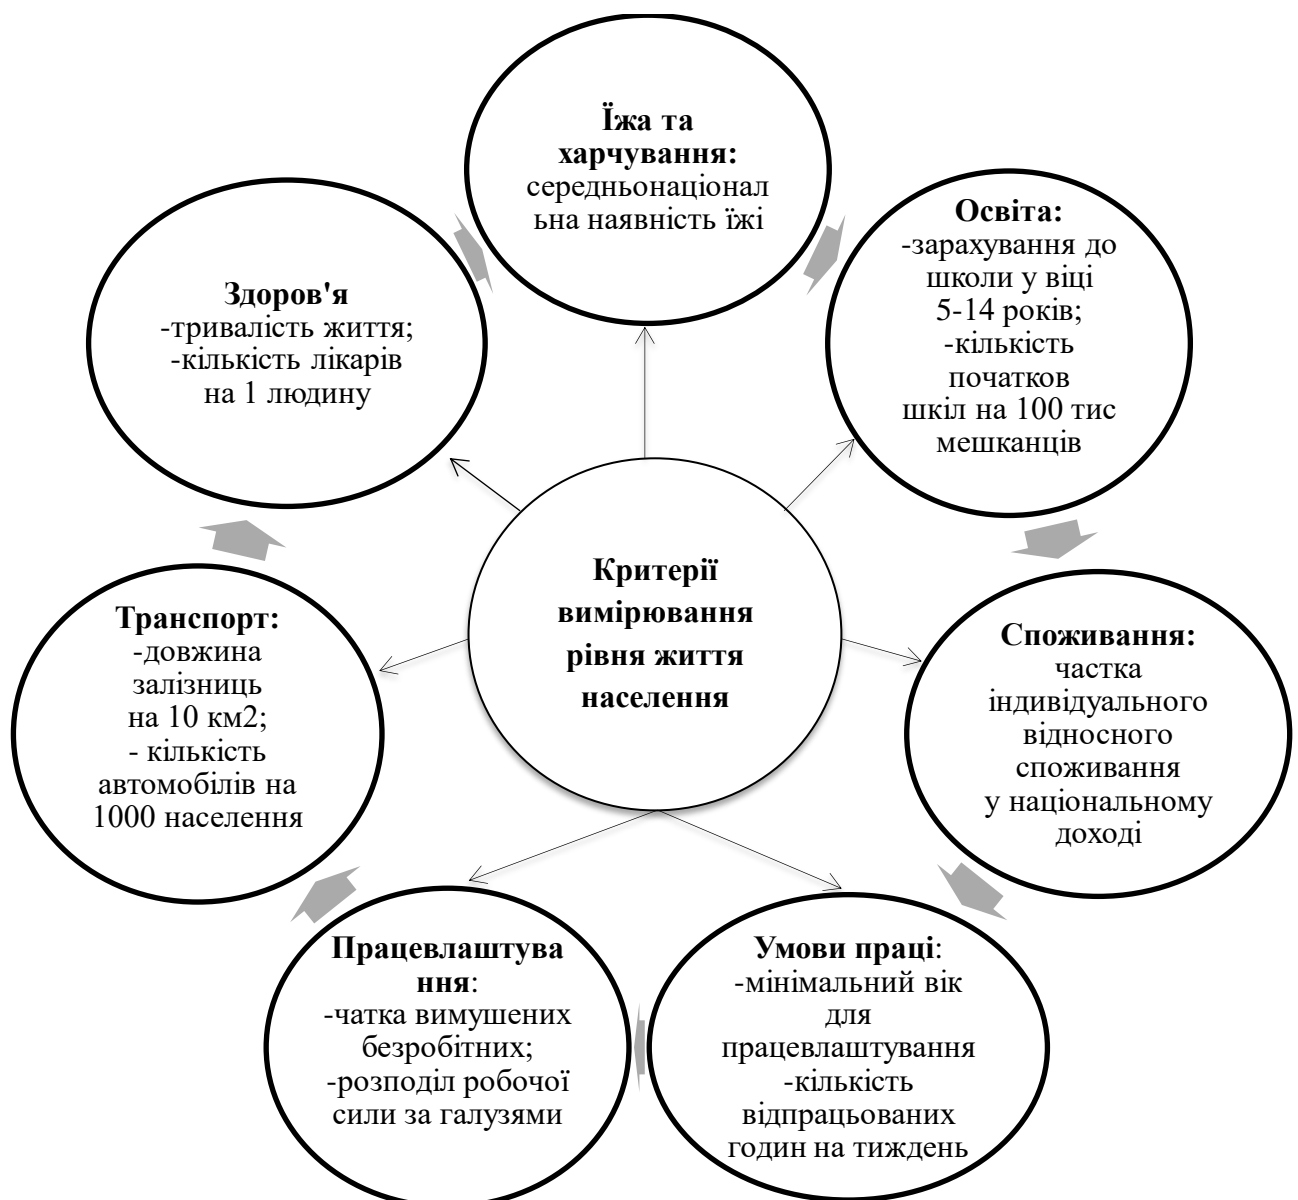 Їжа та
харчування:
середньонаціонал
ьна наявність їжі
Освіта:
-зарахування до
школи у віці
5-14 років;
-кількість
початков
шкіл на 100 тис
мешканців
Здоров'я
-тривалість життя;
-кількість лікарів
на 1 людину
Критерії
вимірювання
рівня життя
населення
Транспорт:
-довжина
залізниць
на 10 км2;
- кількість
автомобілів на
1000 населення
Споживання:
частка
індивідуального
відносного
споживання
у національному
доході
Працевлаштува
ння:
-чатка вимушених
безробітних;
-розподіл робочої
сили за галузями
Умови праці:
-мінімальний вік
для
працевлаштування
-кількість
відпрацьованих
годин на тиждень